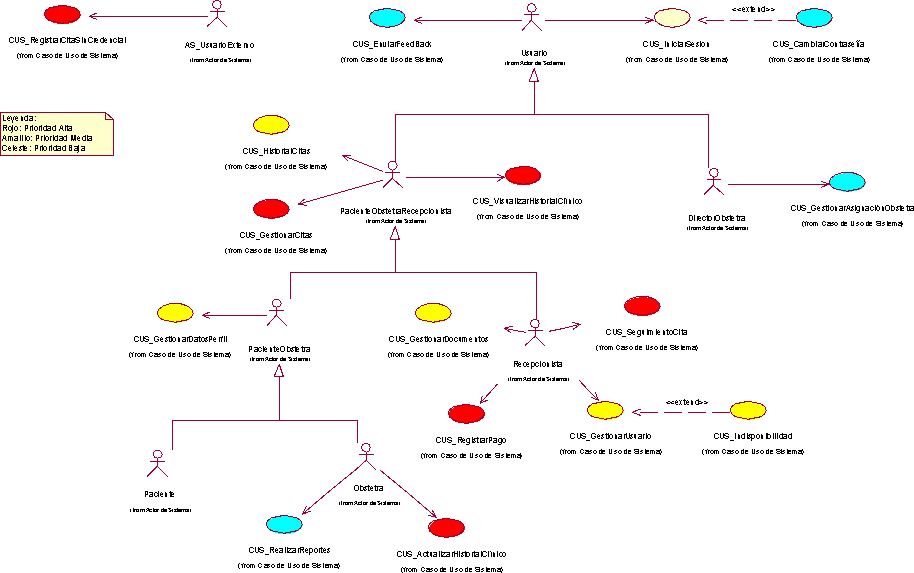 CUS_RegistrarCitaSinCredencial
(from Caso de Uso de Sistema)
AS_UsuarioExterno
(from Actor de Sistema)
CUS_EnviarFeedBack
(from Caso de Uso de Sistema)
Usuario
(from Actor de Sistema)
CUS_IniciarSesion
(from Caso de Uso de Sistema)
<<extend>>
CUS_CambiarContraseña
(from Caso de Uso de Sistema)
Leyenda:
Rojo: Prioridad Alta
Amarillo: Prioridad Media
Celeste: Prioridad Baja
CUS_HistorialCitas
(from Caso de Uso de Sistema)
CUS_GestionarCitas
(from Caso de Uso de Sistema)
PacienteObstetraRecepcionista
(from Actor de Sistema)
CUS_VisualizarHistorialClinico
(from Caso de Uso de Sistema)
DirectorObstetra
(from Actor de Sistema)
CUS_GestionarAsignaciónObstetra
(from Caso de Uso de Sistema)
CUS_GestionarDatosPerfil
(from Caso de Uso de Sistema)
PacienteObstetra
(from Actor de Sistema)
CUS_GestionarDocumentos
(from Caso de Uso de Sistema)
Recepcionista
(from Actor de Sistema)
CUS_SeguimientoCita
(from Caso de Uso de Sistema)
CUS_RegistrarPago
(from Caso de Uso de Sistema)
CUS_GestionarUsuario
(from Caso de Uso de Sistema)
<<extend>>
CUS_Indisponibilidad
(from Caso de Uso de Sistema)
Paciente
(from Actor de Sistema)
Obstetra
(from Actor de Sistema)
CUS_RealizarReportes
(from Caso de Uso de Sistema)
CUS_ActualizarHistorialClínico
(from Caso de Uso de Sistema)